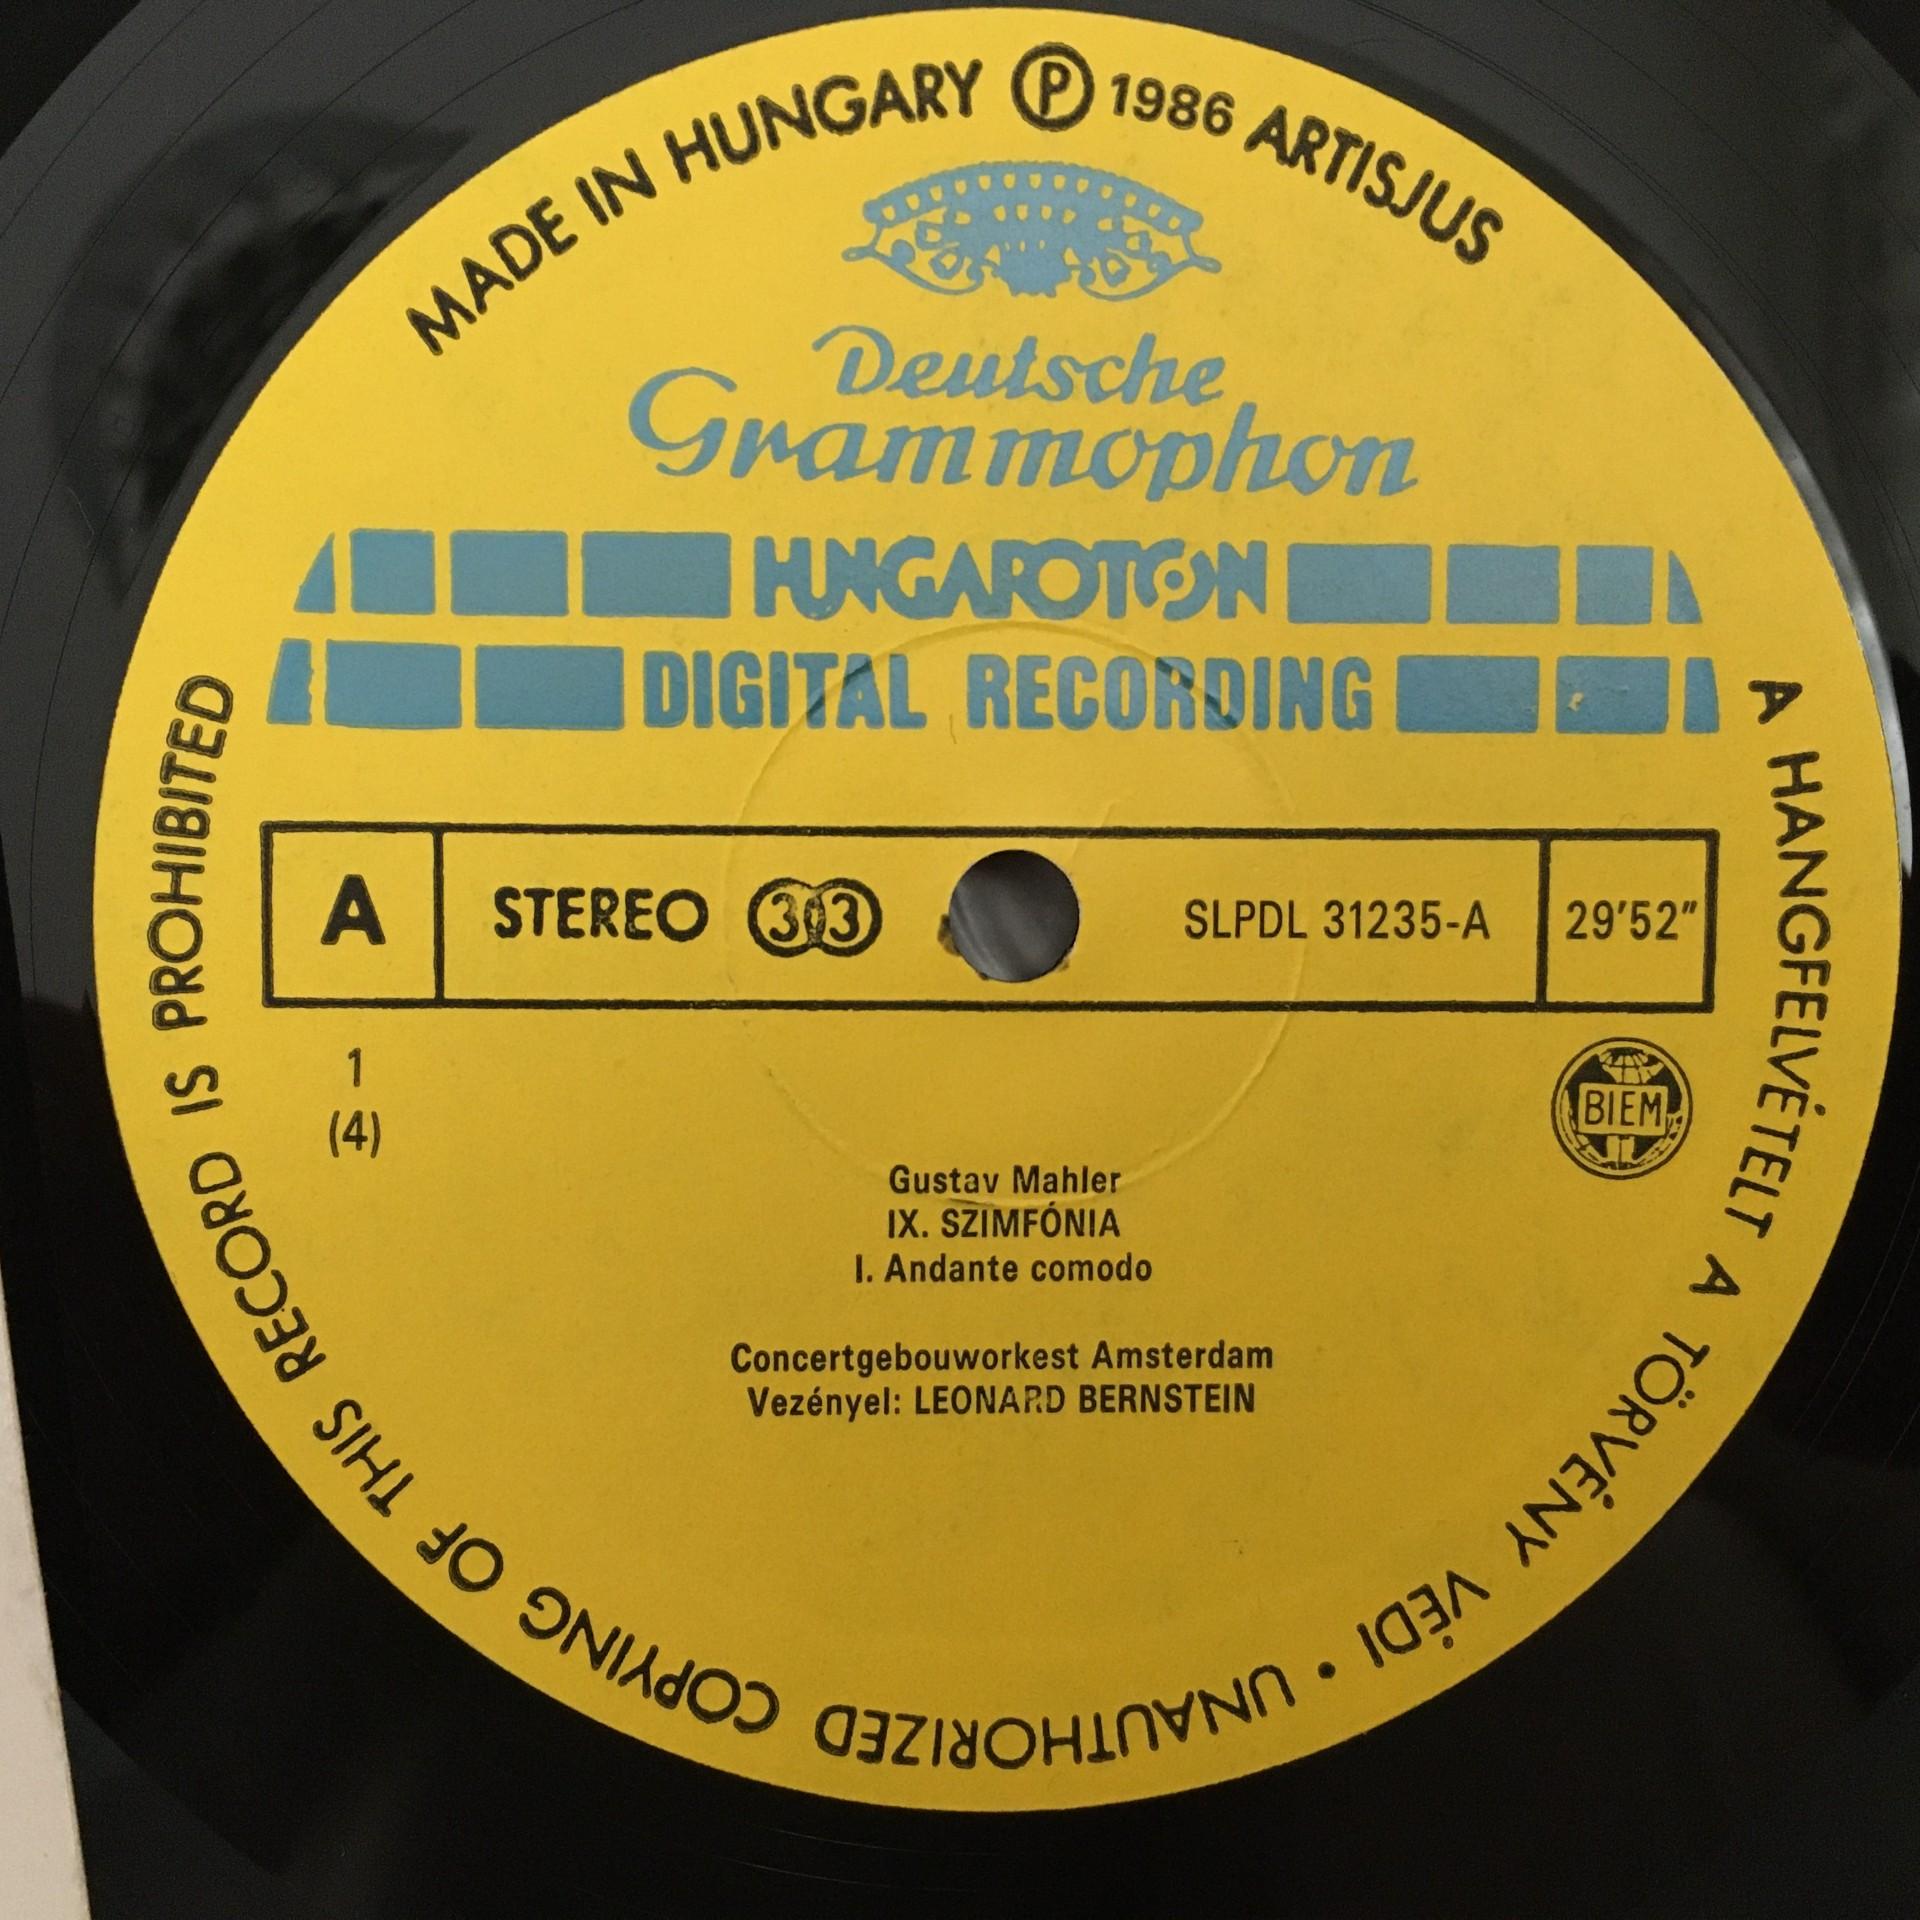 MADE IN HUNGARY Ⓟ 1986 ARTISJUS
Deutsche
Grammophon
HUNGAROTON
DIGITAL RECORDING
A STEREO 33 SLPDL 31235-A 29'52"
1
(4)
BIEM
Gustav Mahler
IX. SZIMFÓNIA
I. Andante comodo
Concertgebouworkest Amsterdam
Vezényel: LEONARD BERNSTEIN
A HANGFELVÉTELT A TÖRVÉNY VÉDI • UNAUTHORIZED COPYING OF THIS RECORD IS PROHIBITED